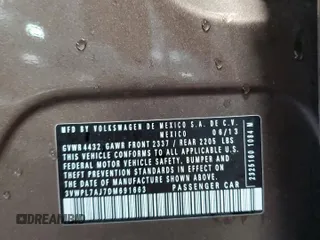 MFD BY VOLKSWAGEN DE MEXICO S.A. DE C.V.
MEXICO 06/13
GVWR 4432 GAWR FRONT 2337 / REAR 2205 LBS
THIS VEHICLE CONFORMS TO ALL APPLICABLE
FEDERAL MOTOR VEHICLE SAFETY, BUMPER AND
THEFT PREVENTION STANDARDS IN EFFECT ON
THE DATE OF MANUFACTURE SHOWN ABOVE.
3VWPL7AJ7DM691663
PASSENGER CAR